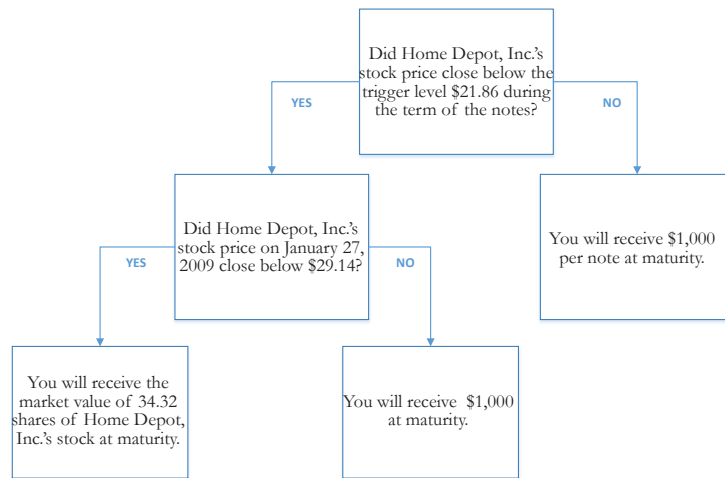 Did Home Depot, Inc.'s
stock price close below the
trigger level $21.86 during
the term of the notes?
YES
NO
Did Home Depot, Inc.'s
stock price on January 27,
2009 close below $29.14?
You will receive $1,000
per note at maturity.
YES
NO
You will receive the
market value of 34.32
shares of Home Depot,
Inc.'s stock at maturity.
You will receive $1,000
at maturity.